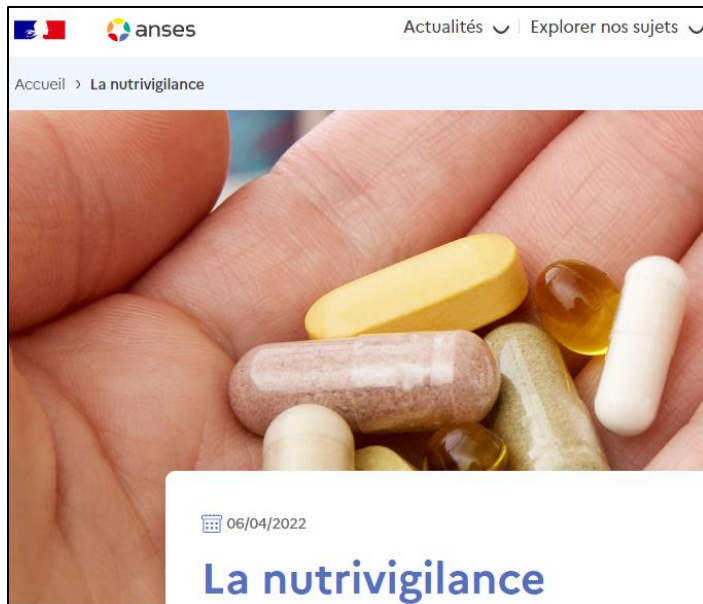 anses
Actualités Explorer nos sujets
Accueil > La nutrivigilance
06/04/2022
La nutrivigilance